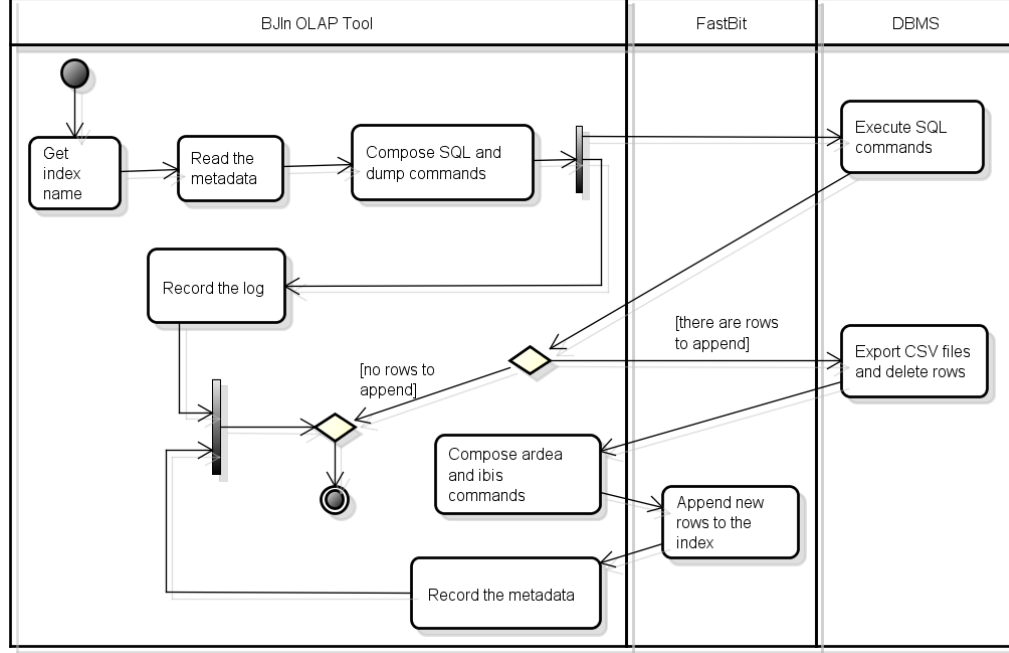 BJIn OLAP Tool
FastBit
DBMS
Get
index
name
Read the
metadata
Compose SQL and
dump commands
Execute SQL
commands
Record the log
[there are rows
to append]
Export CSV files
and delete rows
[no rows to
append]
Compose ardea
and ibis
commands
Append new
rows to the
index
Record the metadata